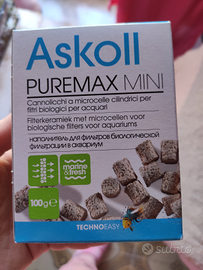 Askoll
PUREMAX MINI
Cannolicchi a microcelle cilindrici per
filtri biologici per acquari
Filterkeramiek met microcellen voor
biologische filters voor aquariums
наполнитель для фильтров биологической
фильтрации в аквариум
marine
&fresh
100g e
TECHNOEASY
Subito